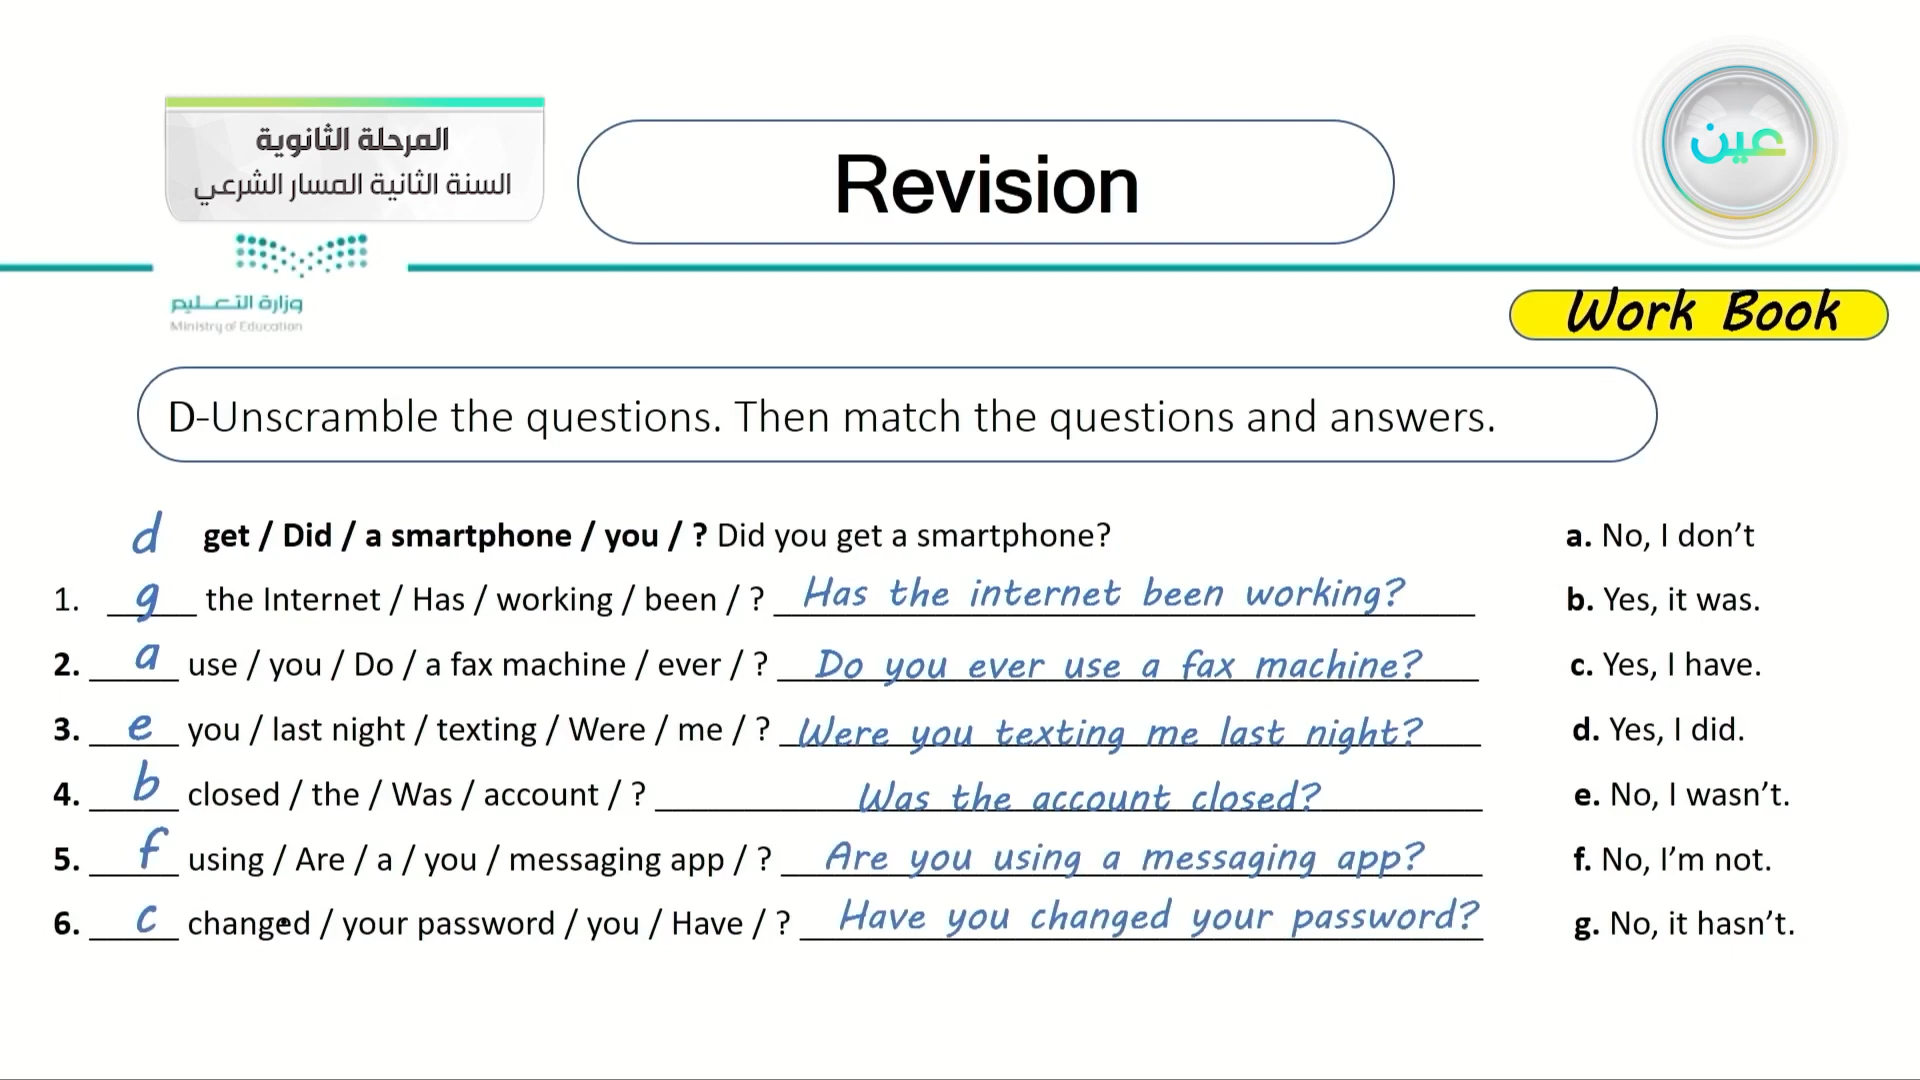 المرحلة الثانوية
السنة الثانية المسار الشرعي
Revision
عين
وزارة التعليم
Ministry of Education
Work Book
D-Unscramble the questions. Then match the questions and answers.
d get / Did / a smartphone / you / ? Did you get a smartphone? a. No, I don’t
1. g the Internet / Has / working / been / ? Has the internet been working? b. Yes, it was.
2. a use / you / Do / a fax machine / ever / ? Do you ever use a fax machine? c. Yes, I have.
3. e you / last night / texting / Were / me / ? Were you texting me last night? d. Yes, I did.
4. b closed / the / Was / account / ? Was the account closed? e. No, I wasn’t.
5. f using / Are / a / you / messaging app / ? Are you using a messaging app? f. No, I’m not.
6. c changed / your password / you / Have / ? Have you changed your password? g. No, it hasn’t.